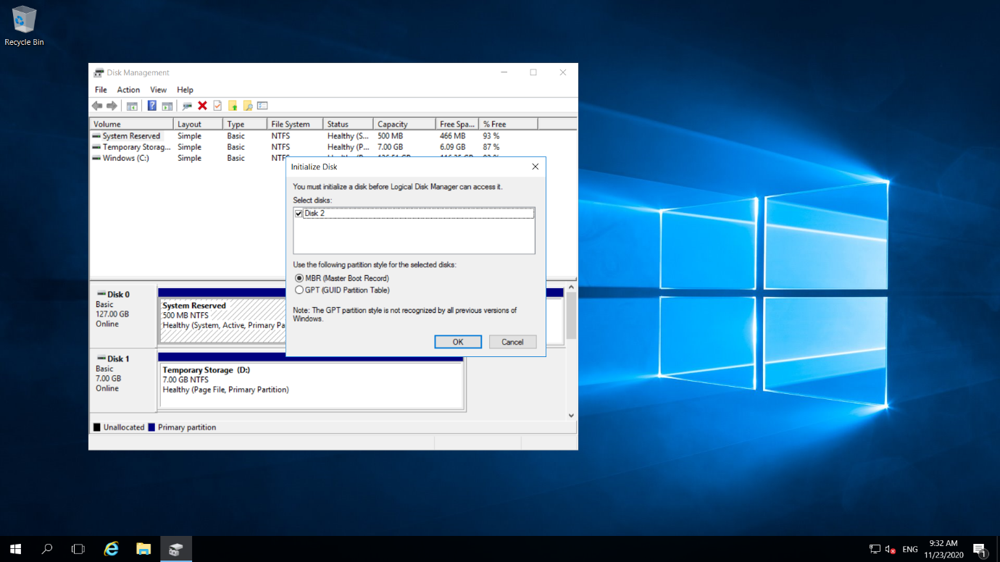 Recycle Bin
Disk Management
File Action View Help
Volume Layout Type File System Status Capacity Free Spa... % Free
System Reserved Simple Basic NTFS Healthy (S... 500 MB 466 MB 93 %
Temporary Storag... Simple Basic NTFS Healthy (P... 7.00 GB 6.09 GB 87 %
Windows (C:) Simple Basic
Initialize Disk
You must initialize a disk before Logical Disk Manager can access it.
Select disks:
Disk 2
Use the following partition style for the selected disks:
MBR (Master Boot Record)
GPT (GUID Partition Table)
Note: The GPT partition style is not recognized by all previous versions of
Windows.
OK Cancel
Disk 0
Basic
127.00 GB
Online
System Reserved
500 MB NTFS
Healthy (System, Active, Primary Pa
Disk 1
Basic
7.00 GB
Online
Temporary Storage (D:)
7.00 GB NTFS
Healthy (Page File, Primary Partition)
Unallocated Primary partition
ENG
9:32 AM
11/23/2020
1